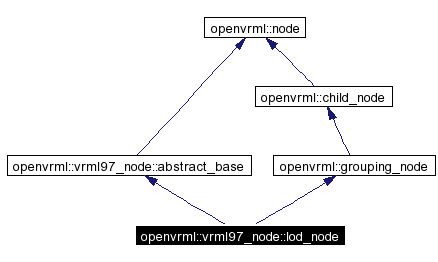 openvrml::node
openvrml::child_node
openvrml::vrml97_node::abstract_base
openvrml::grouping_node
openvrml::vrml97_node::lod_node